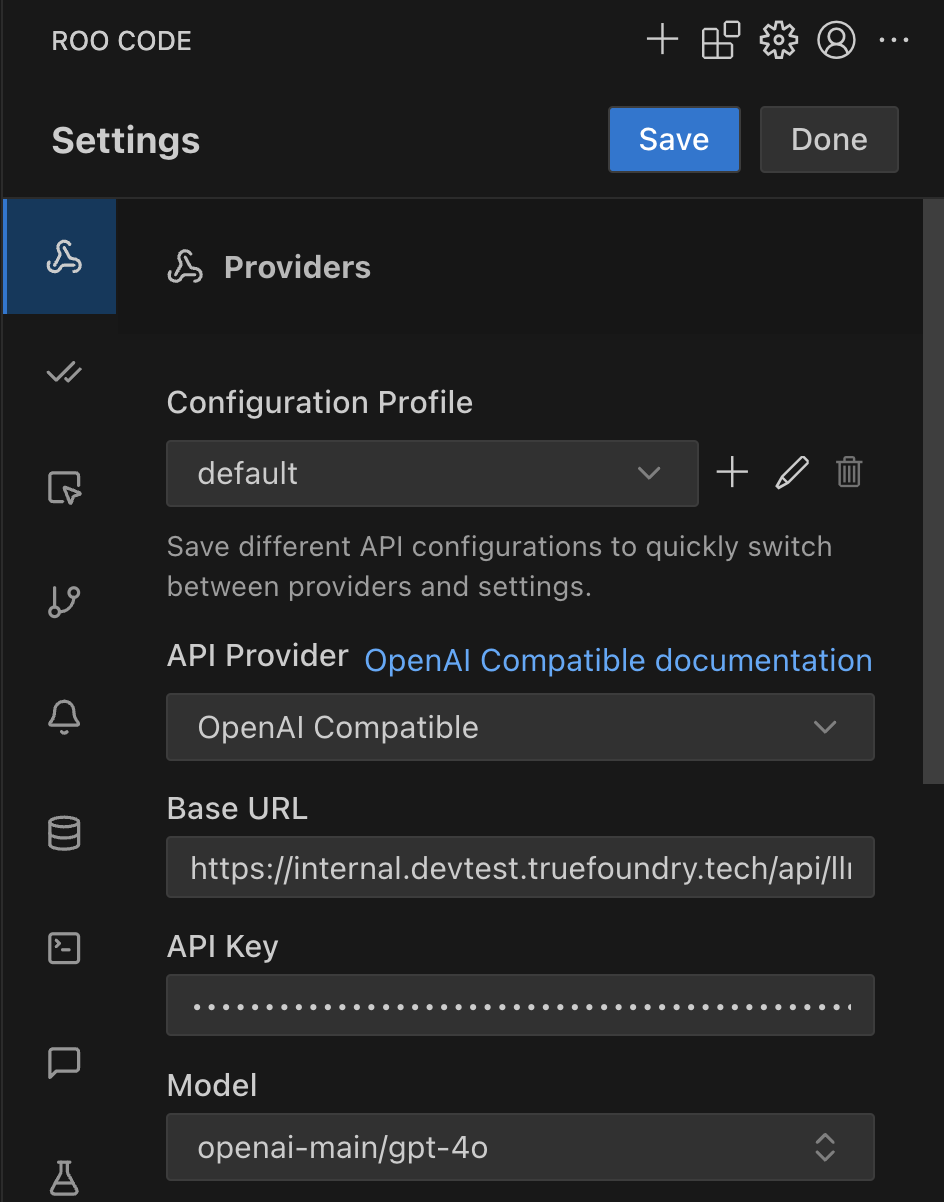 ROO CODE
Settings
Save
Done
Providers
Configuration Profile
default
Save different API configurations to quickly switch
between providers and settings.
API Provider
OpenAI Compatible documentation
OpenAI Compatible
Base URL
https://internal.devtest.truefoundry.tech/api/ll
API Key
Model
openai-main/gpt-4o